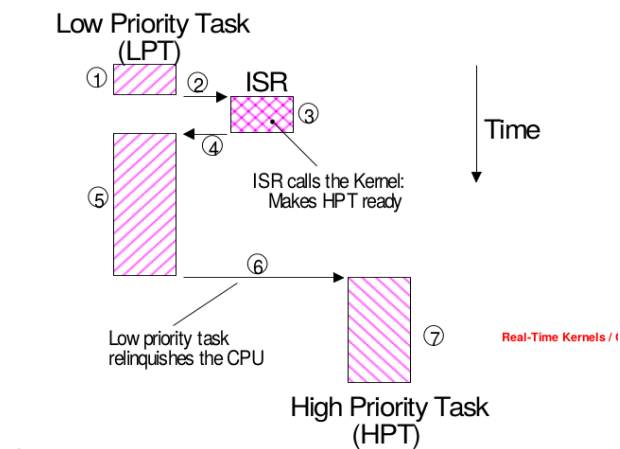 Low Priority Task
(LPT)
1
2
ISR
3
Time
4
ISR calls the Kernel:
Makes HPT ready
5
6
Low priority task
relinquishes the CPU
7
Real-Time Kernels /
High Priority Task
(HPT)